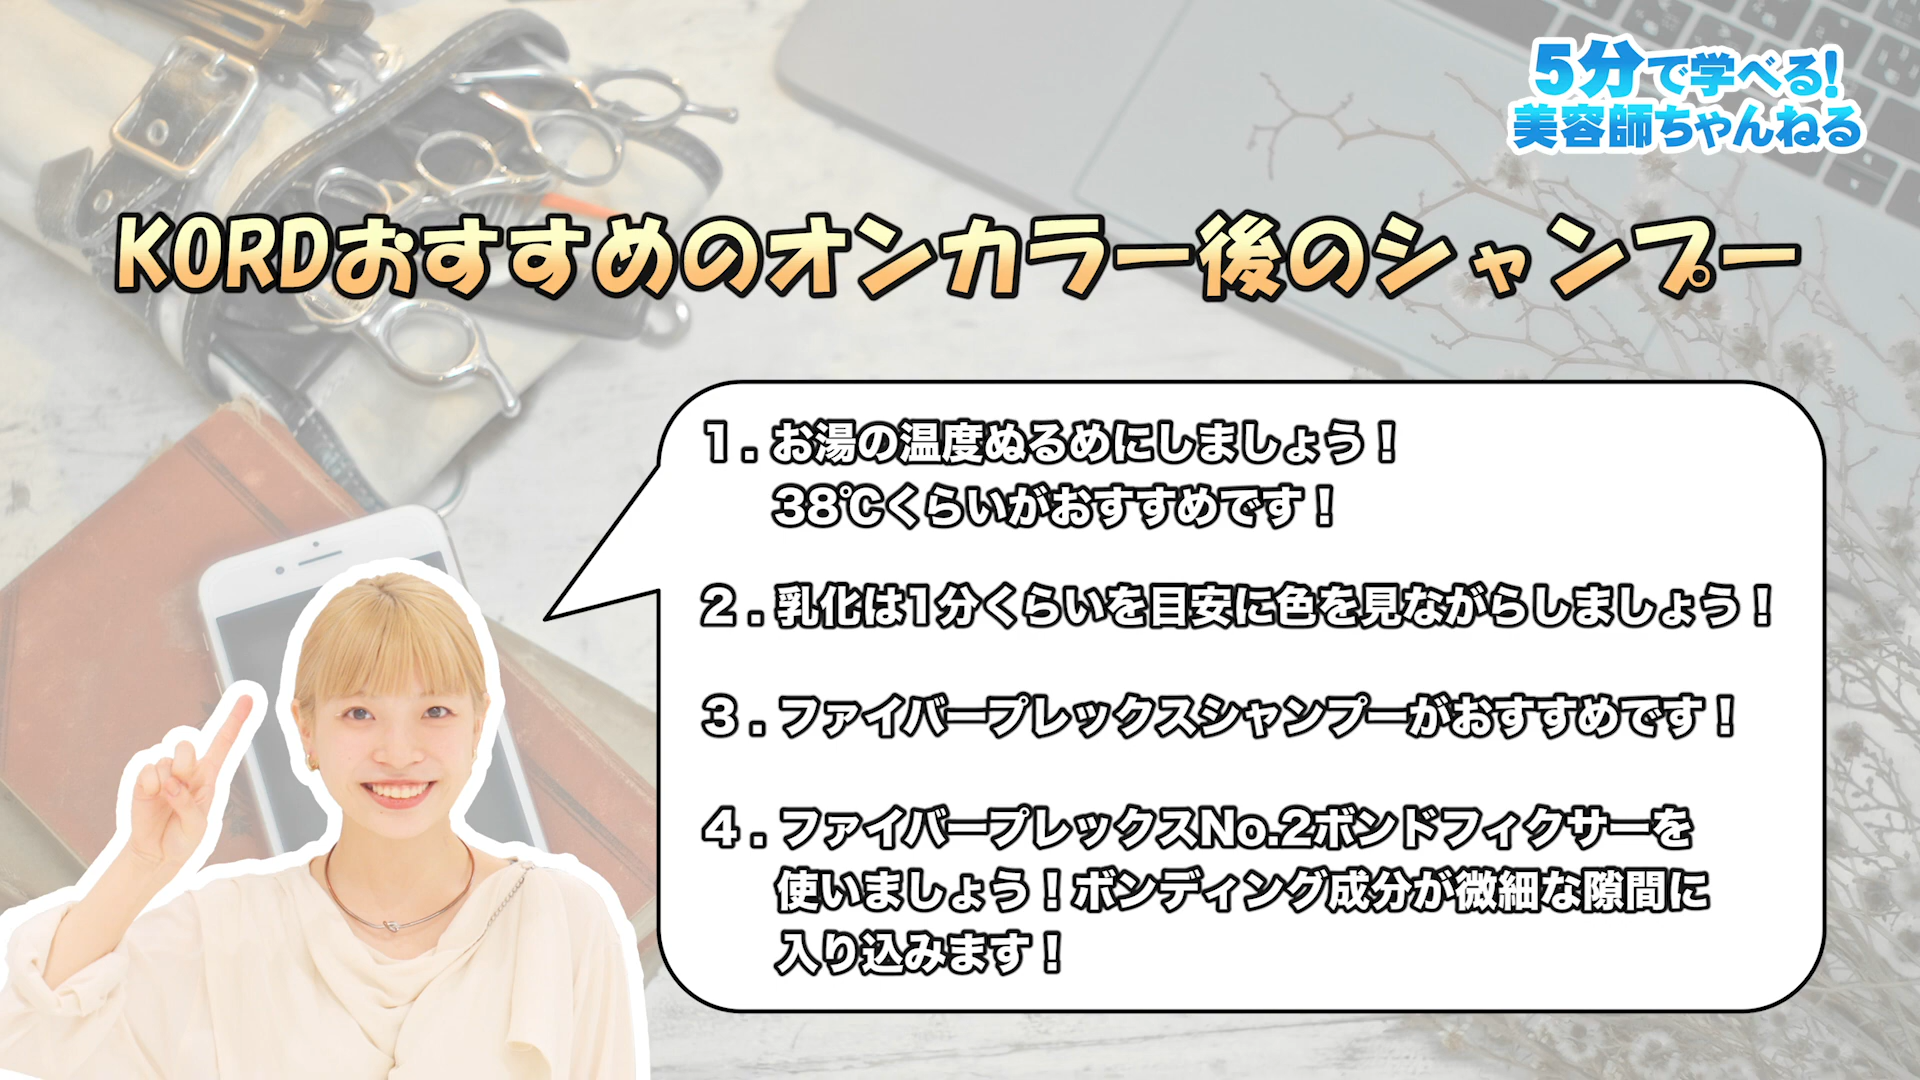 5分で学べる!
美容師ちゃんねる
KORDおすすめのオンカラー後のシャンプー
1．お湯の温度ぬるめにしましょう！
38℃くらいがおすすめです！
2．乳化は1分くらいを目安に色を見ながらしましょう！
3．ファイバープレックスシャンプーがおすすめです！
4．ファイバープレックスNo.2ボンドフィクサーを
使いましょう！ボンディング成分が微細な隙間に
入り込みます！